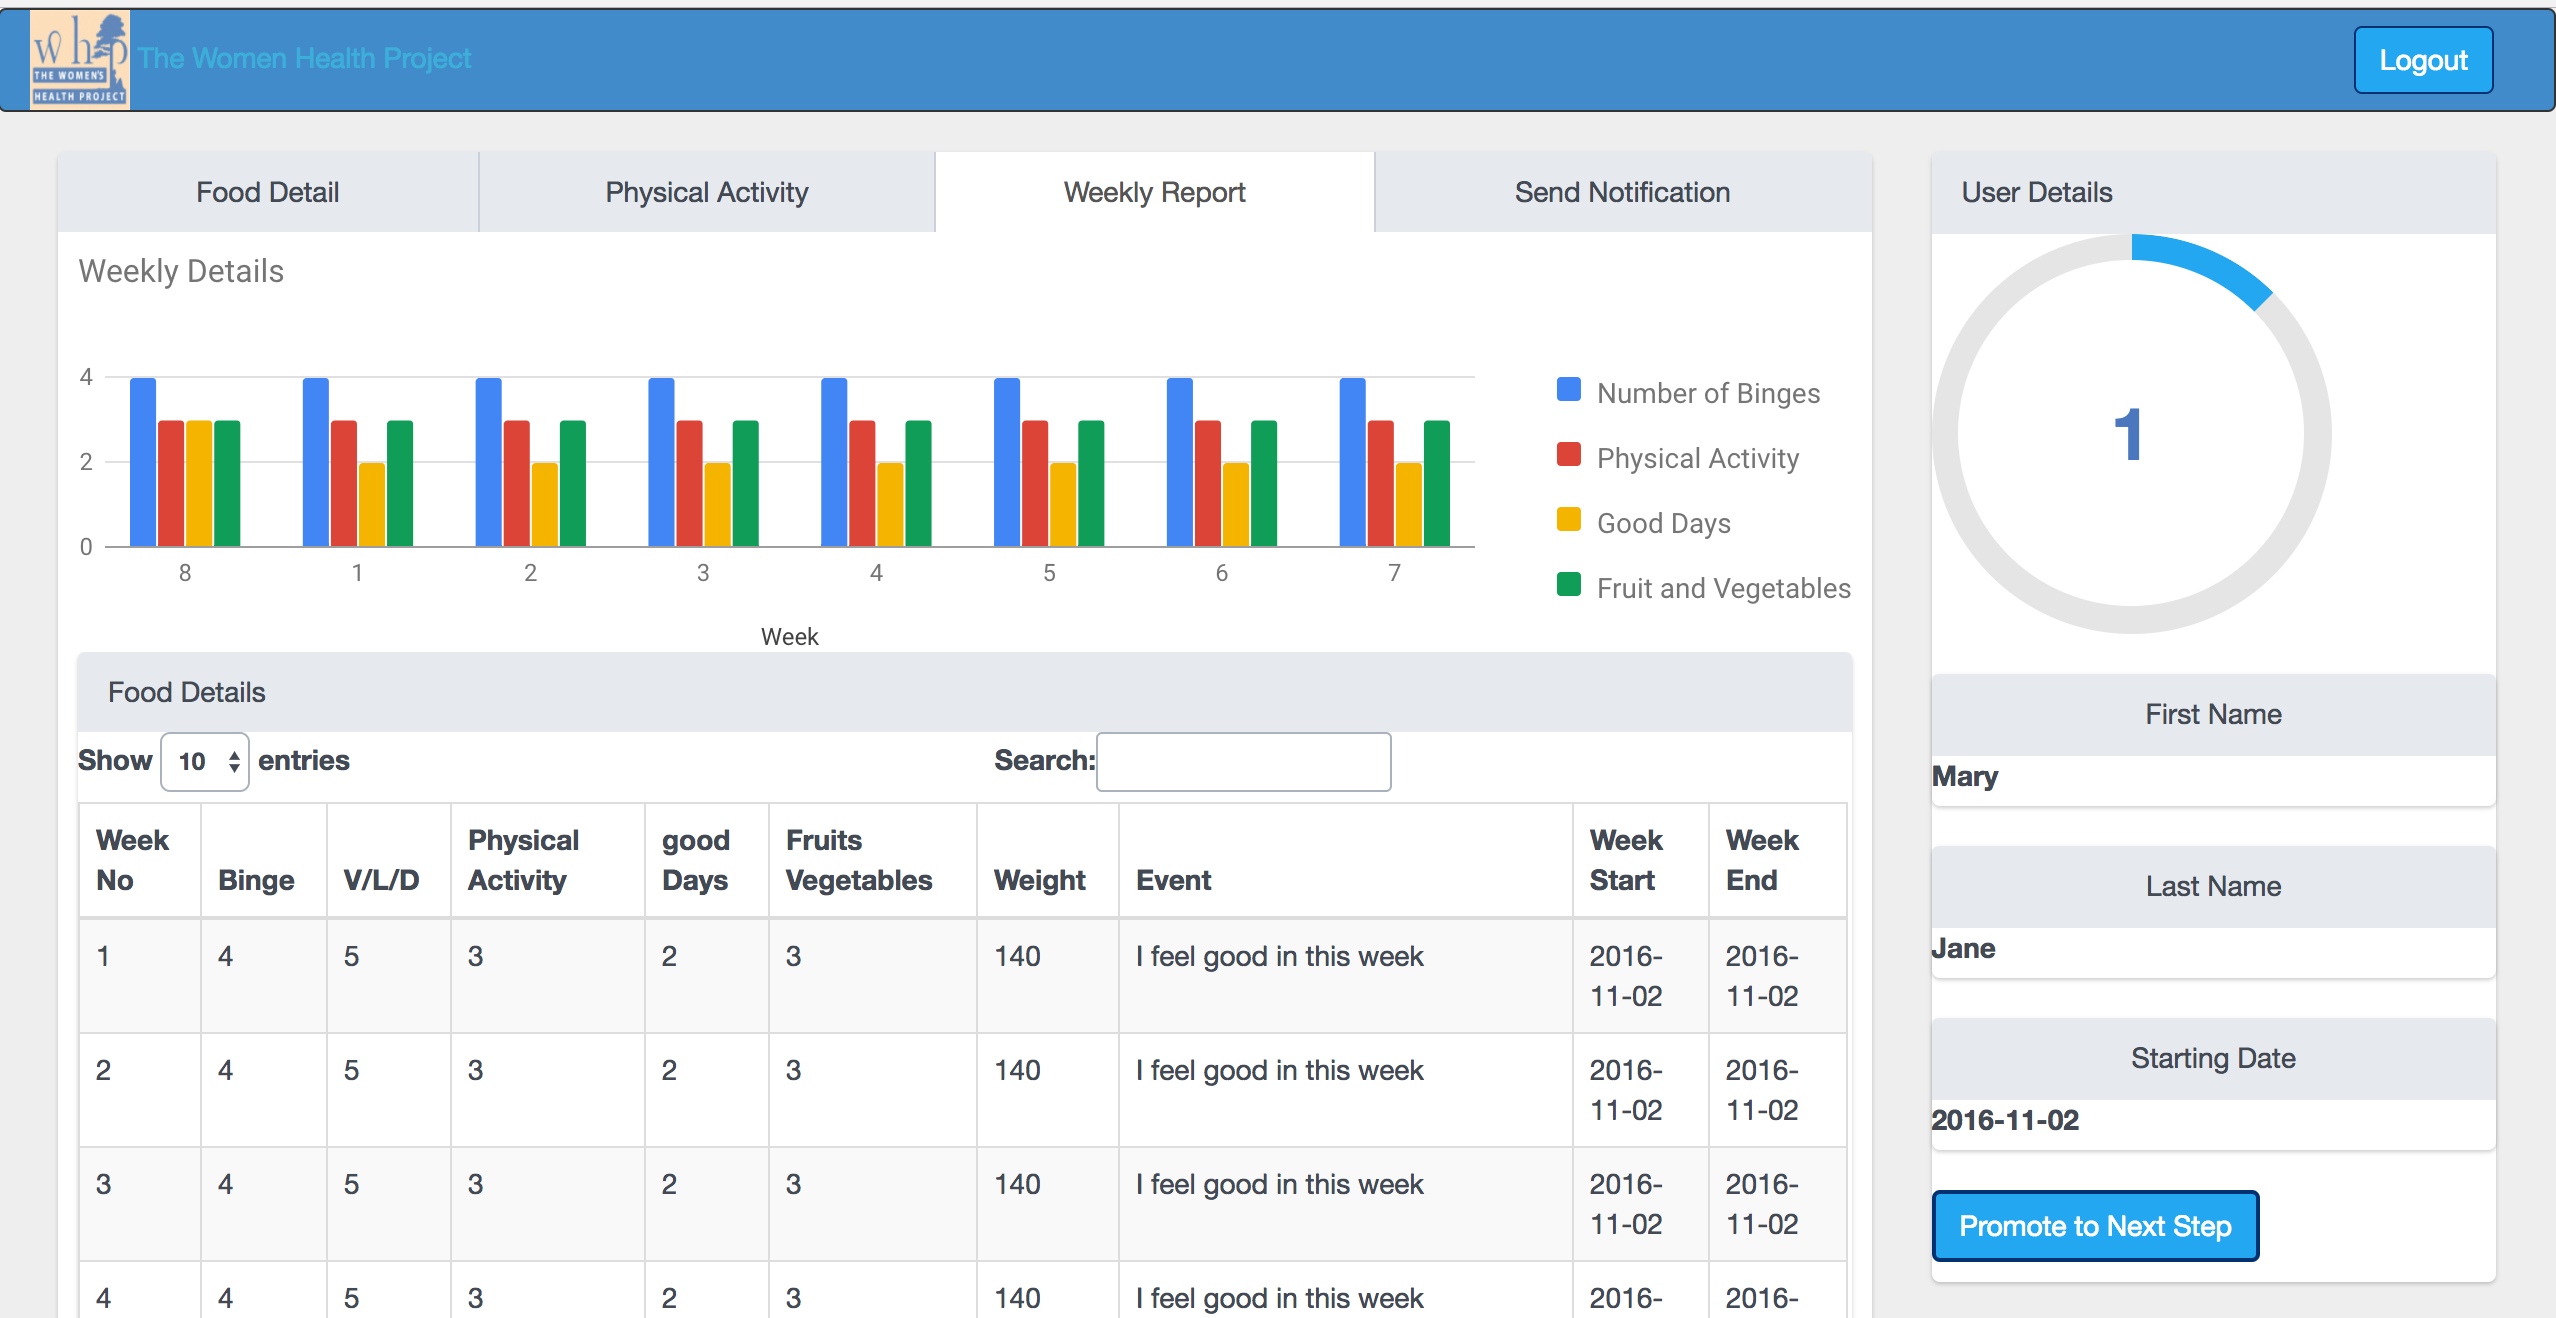 whp
THE WOMEN'S
HEALTH PROJECT
The Women Health Project
Logout
Food Detail
Physical Activity
Weekly Report
Send Notification
Weekly Details
4
2
0
8 1 2 3 4 5 6 7
Week
Number of Binges
Physical Activity
Good Days
Fruit and Vegetables
Food Details
Show 10 entries
Search:
Week No Binge V/L/D Physical Activity good Days Fruits Vegetables Weight Event Week Start Week End
1 4 5 3 2 3 140 I feel good in this week 2016-11-02 2016-11-02
2 4 5 3 2 3 140 I feel good in this week 2016-11-02 2016-11-02
3 4 5 3 2 3 140 I feel good in this week 2016-11-02 2016-11-02
4 4 5 3 2 3 140 I feel good in this week 2016- 2016-
User Details
1
First Name
Mary
Last Name
Jane
Starting Date
2016-11-02
Promote to Next Step